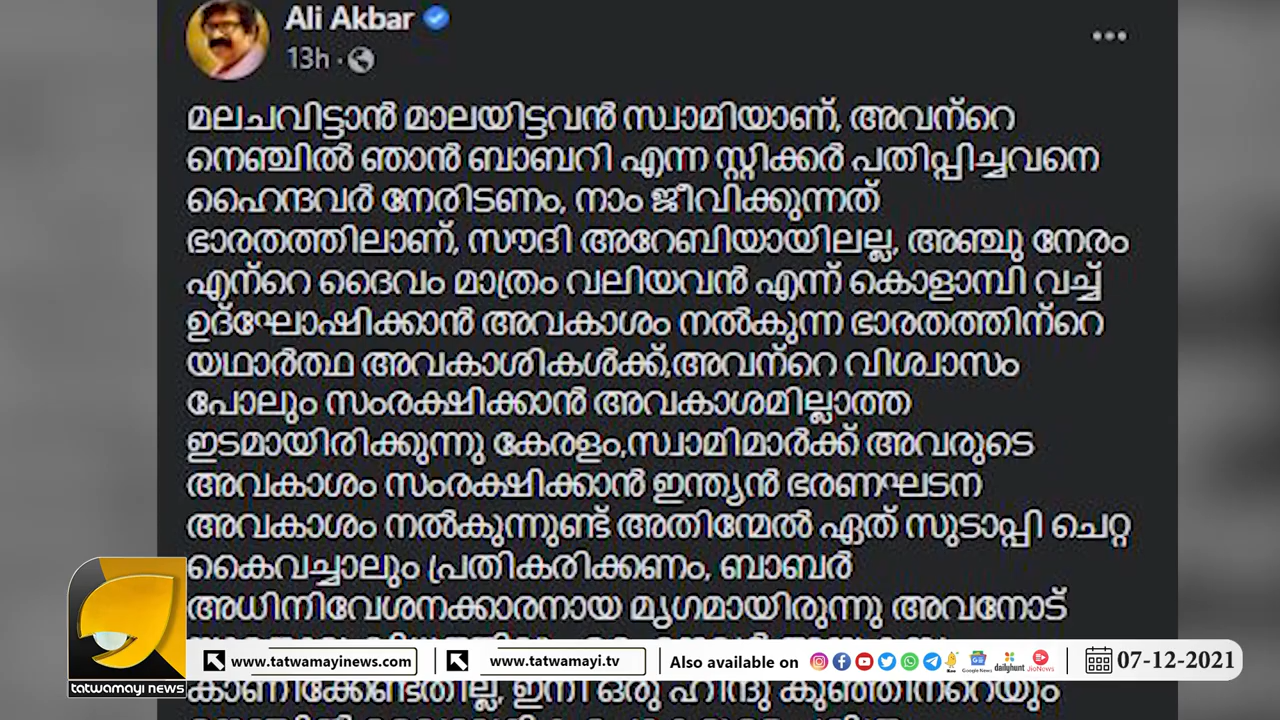 Ali Akbar
13h ·
മലചവിട്ടാൻ മാലയിട്ടവൻ സ്വാമിയാണ്, അവന്റെ
നെഞ്ചിൽ ഞാൻ ബാബറി എന്ന സ്റ്റിക്കർ പതിപ്പിച്ചവനെ
ഹൈന്ദവർ നേരിടണം, നാം ജീവിക്കുന്നത്
ഭാരതത്തിലാണ്, സൗദി അറേബിയായിലല്ല, അഞ്ചു നേരം
എന്റെ ദൈവം മാത്രം വലിയവൻ എന്ന് കൊളാമ്പി വച്ച്
ഉദ്ഘോഷിക്കാൻ അവകാശം നൽകുന്ന ഭാരതത്തിന്റെ
യഥാർത്ഥ അവകാശികൾക്ക്,അവന്റെ വിശ്വാസം
പോലും സംരക്ഷിക്കാൻ അവകാശമില്ലാത്ത
ഇടമായിരിക്കുന്നു കേരളം,സ്വാമിമാർക്ക് അവരുടെ
അവകാശം സംരക്ഷിക്കാൻ ഇന്ത്യൻ ഭരണഘടന
അവകാശം നൽകുന്നുണ്ട് അതിന്മേൽ ഏത് സുടാപ്പി ചെറ്റ
കൈവച്ചാലും പ്രതികരിക്കണം, ബാബർ
അധിനിവേശനക്കാരനായ മൃഗമായിരുന്നു അവനോട്
കാണിക്കേണ്ടതില്ല, ഇനി ഒരു ഹിന്ദു കുഞ്ഞിന്റെയും
tatwamayi news
www.tatwamayinews.com
www.tatwamayi.tv
Also available on
Google News
dailyhunt
JioNews
07-12-2021